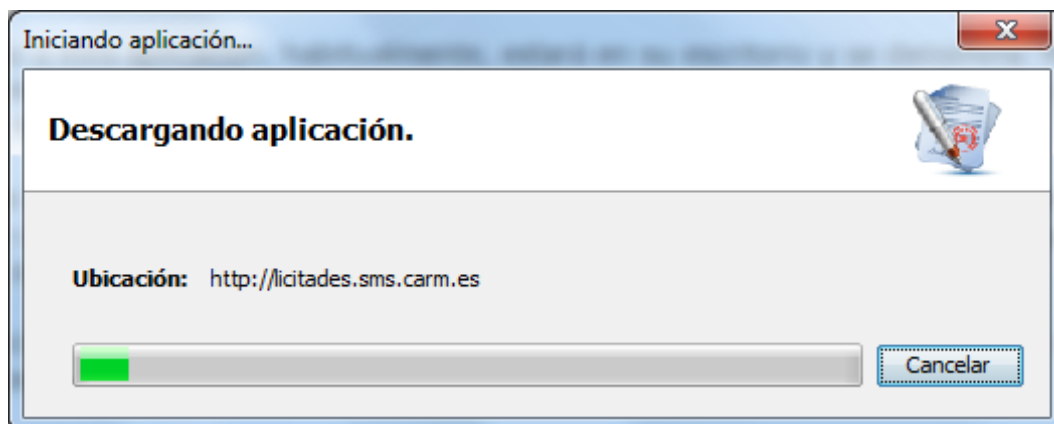 Iniciando aplicación...
Descargando aplicación.
Ubicación: http://licitades.sms.carm.es
Cancelar